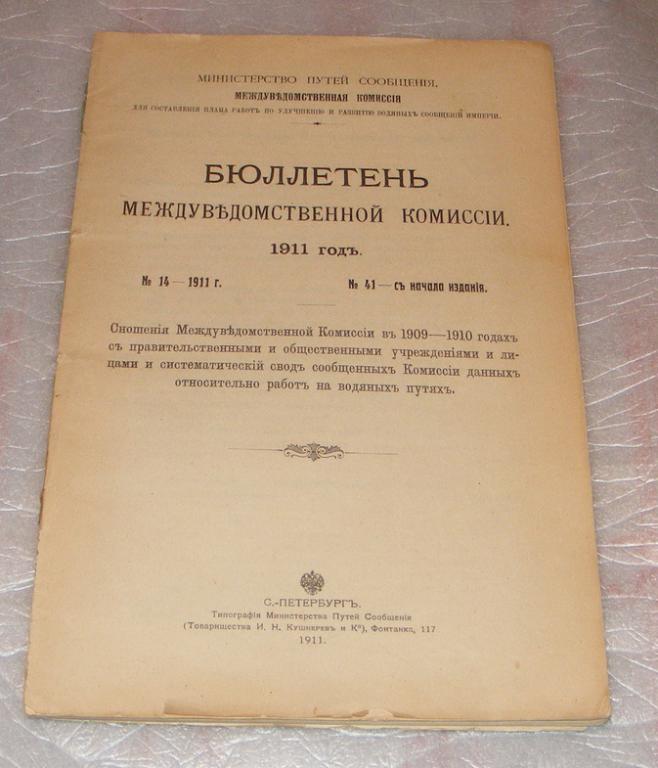 МИНИСТЕРСТВО ПУТЕЙ СООБЩЕНІЯ.
МЕЖДУВѢДОМСТВЕННАЯ КОМИССІЯ
ДЛЯ СОСТАВЛЕНІЯ ПЛАНА РАБОТЪ ПО УЛУЧШЕНІЮ И РАЗВИТІЮ ВОДЯНЫХЪ СООБЩЕНІЙ ИМПЕРІИ.
БЮЛЛЕТЕНЬ
МЕЖДУВѢДОМСТВЕННОЙ КОМИССІИ.
1911 годъ.
№ 14 — 1911 г.
№ 41 — съ начала изданія.
Сношенія Междувѣдомственной Комиссіи въ 1909—1910 годахъ
съ правительственными и общественными учрежденіями и ли-
цами и систематическій сводъ сообщенныхъ Комиссіи данныхъ
относительно работъ на водяныхъ путяхъ.
С.-ПЕТЕРБУРГЪ.
Типографія Министерства Путей Сообщенія
(Товарищества И. Н. Кушнеревъ и К°), Фонтанка, 117
1911.